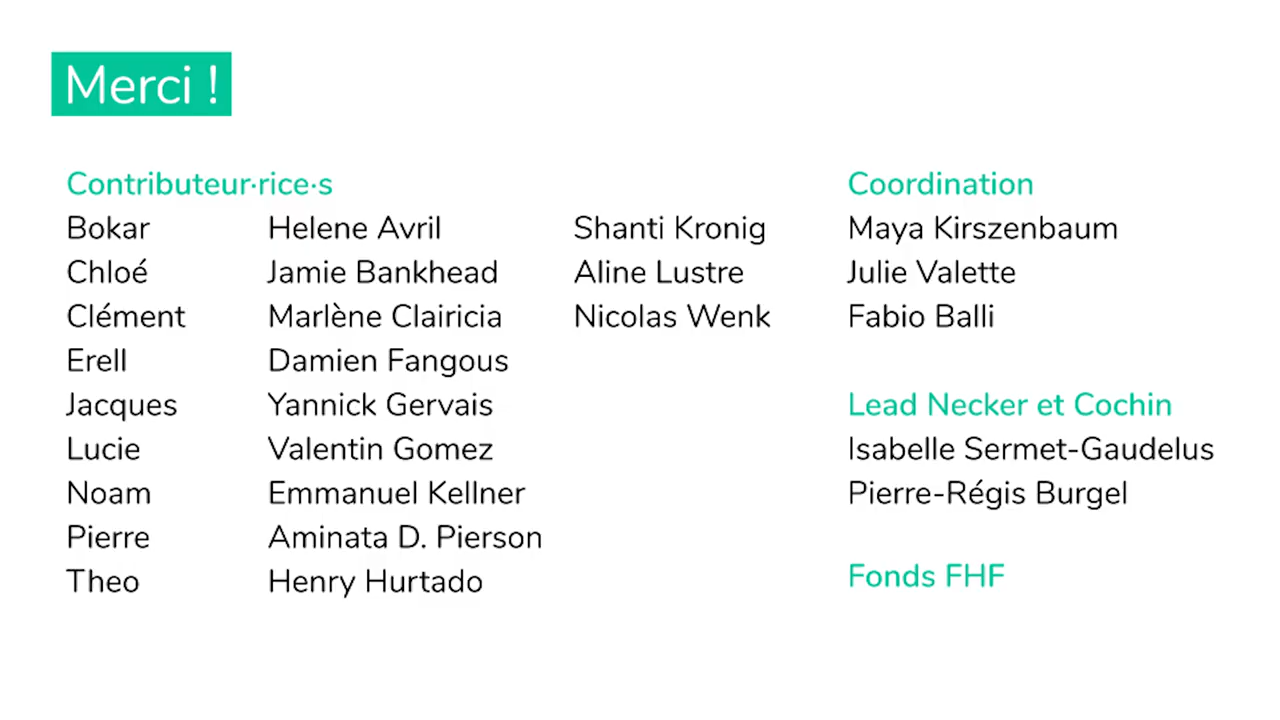 Merci !
Contributeur·rice·s
Bokar
Chloé
Clément
Erell
Jacques
Lucie
Noam
Pierre
Theo
Helene Avril
Jamie Bankhead
Marlène Clairicia
Damien Fangous
Yannick Gervais
Valentin Gomez
Emmanuel Kellner
Aminata D. Pierson
Henry Hurtado
Shanti Kronig
Aline Lustre
Nicolas Wenk
Coordination
Maya Kirszenbaum
Julie Valette
Fabio Balli
Lead Necker et Cochin
Isabelle Sermet-Gaudelus
Pierre-Régis Burgel
Fonds FHF